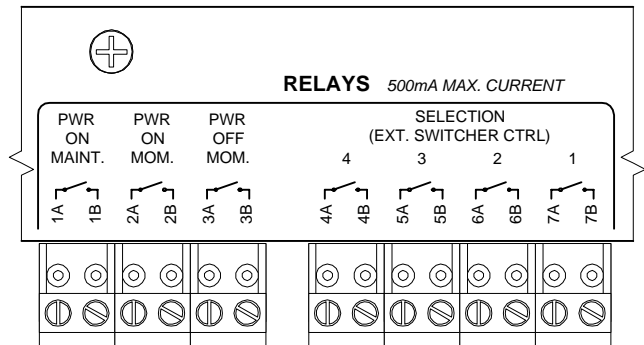 RELAYS 500mA MAX. CURRENT
PWR ON MAINT.
PWR ON MOM.
PWR OFF MOM.
SELECTION
(EXT. SWITCHER CTRL)
4 3 2 1
1A 1B 2A 2B 3A 3B 4A 4B 5A 5B 6A 6B 7A 7B